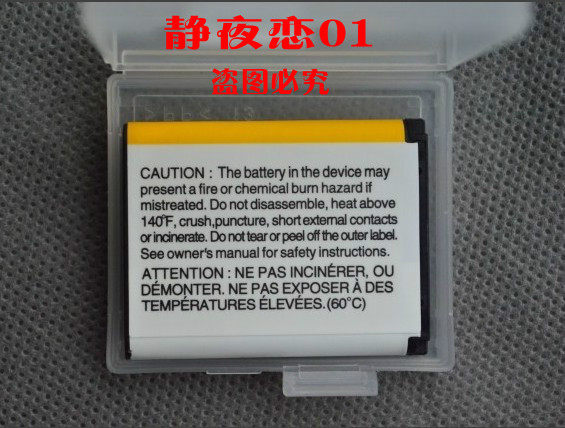 静夜恋01
盗图必究
CAUTION : The battery in the device may
present a fire or chemical burn hazard if
mistreated. Do not disassemble, heat above
140°F, crush,puncture, short external contacts
or incinerate. Do not tear or peel off the outer label.
See owner's manual for safety instructions.
ATTENTION : NE PAS INCINÉRER, OU
DÉMONTER. NE PAS EXPOSER À DES
TEMPÉRATURES ÉLEVÉES.(60°C)